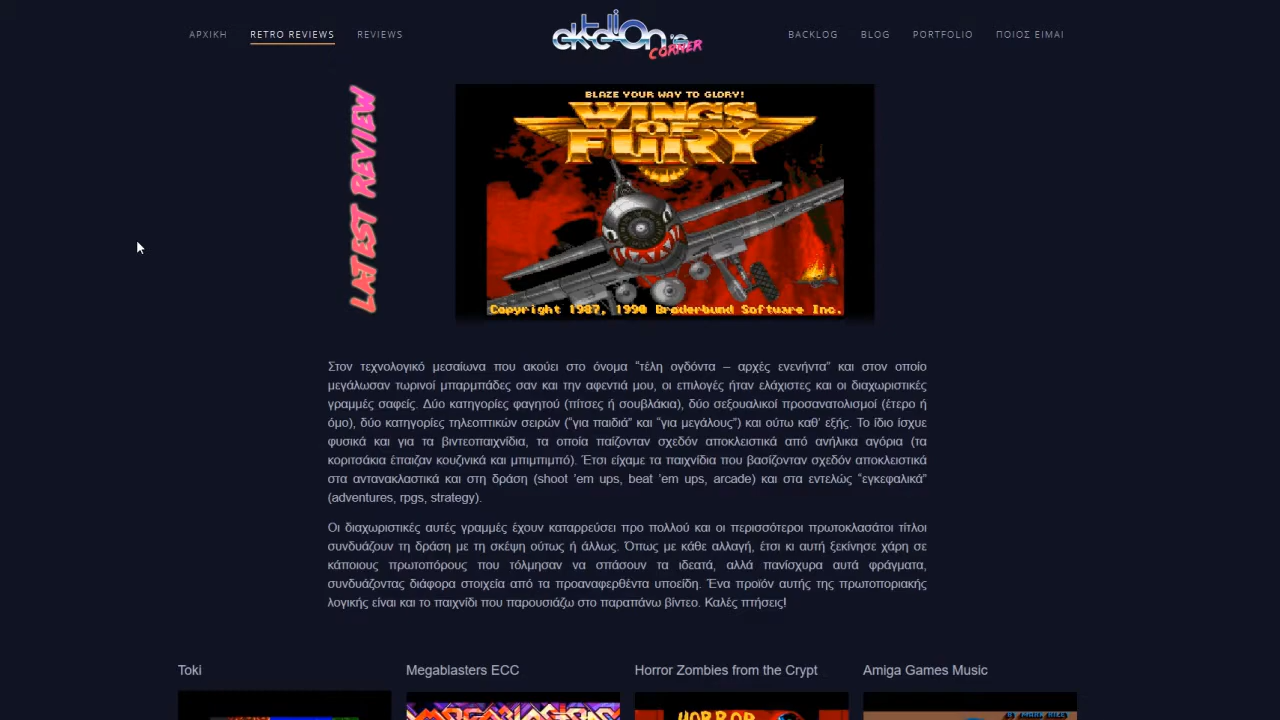 ΑΡΧΙΚΗ
RETRO REVIEWS
REVIEWS
ektelion's
CORNER
BACKLOG
BLOG
PORTFOLIO
ΠΟΙΟΣ ΕΙΜΑΙ
LATEST REVIEW
BLAZE YOUR WAY TO GLORY!
WINGS
OF
FURY
Copyright 1987, 1990 Broderbund Software Inc.
Στον τεχνολογικό μεσαίωνα που ακούει στο όνομα “τέλη ογδόντα – αρχές ενενήντα” και στον οποίο
μεγάλωσαν τωρινοί μπαρμπάδες σαν και την αφεντιά μου, οι επιλογές ήταν ελάχιστες και οι διαχωριστικές
γραμμές σαφείς. Δύο κατηγορίες φαγητού (πίτσες ή σουβλάκια), δύο σεξουαλικοί προσανατολισμοί (έτερο ή
όμο), δύο κατηγορίες τηλεοπτικών σειρών (“για παιδιά” και “για μεγάλους”) και ούτω καθ’ εξής. Το ίδιο ίσχυε
φυσικά και για τα βιντεοπαιχνίδια, τα οποία παίζονταν σχεδόν αποκλειστικά από ανήλικα αγόρια (τα
κοριτσάκια έπαιζαν κουζινικά και μπιμπιμπό). Έτσι είχαμε τα παιχνίδια που βασίζονταν σχεδόν αποκλειστικά
στα αντανακλαστικά και στη δράση (shoot ’em ups, beat ’em ups, arcade) και στα εντελώς “εγκεφαλικά”
(adventures, rpgs, strategy).
Οι διαχωριστικές αυτές γραμμές έχουν καταρρεύσει προ πολλού και οι περισσότεροι πρωτοκλασάτοι τίτλοι
συνδυάζουν τη δράση με τη σκέψη ούτως ή άλλως. Όπως με κάθε αλλαγή, έτσι κι αυτή ξεκίνησε χάρη σε
κάποιους πρωτοπόρους που τόλμησαν να σπάσουν τα ιδεατά, αλλά πανίσχυρα αυτά φράγματα,
συνδυάζοντας διάφορα στοιχεία από τα προαναφερθέντα υποείδη. Ένα προϊόν αυτής της πρωτοποριακής
λογικής είναι και το παιχνίδι που παρουσιάζω στο παραπάνω βίντεο. Καλές πτήσεις!
Toki
Megablasters ECC
Horror Zombies from the Crypt
Amiga Games Music
MEGABLASTERS
HORROR